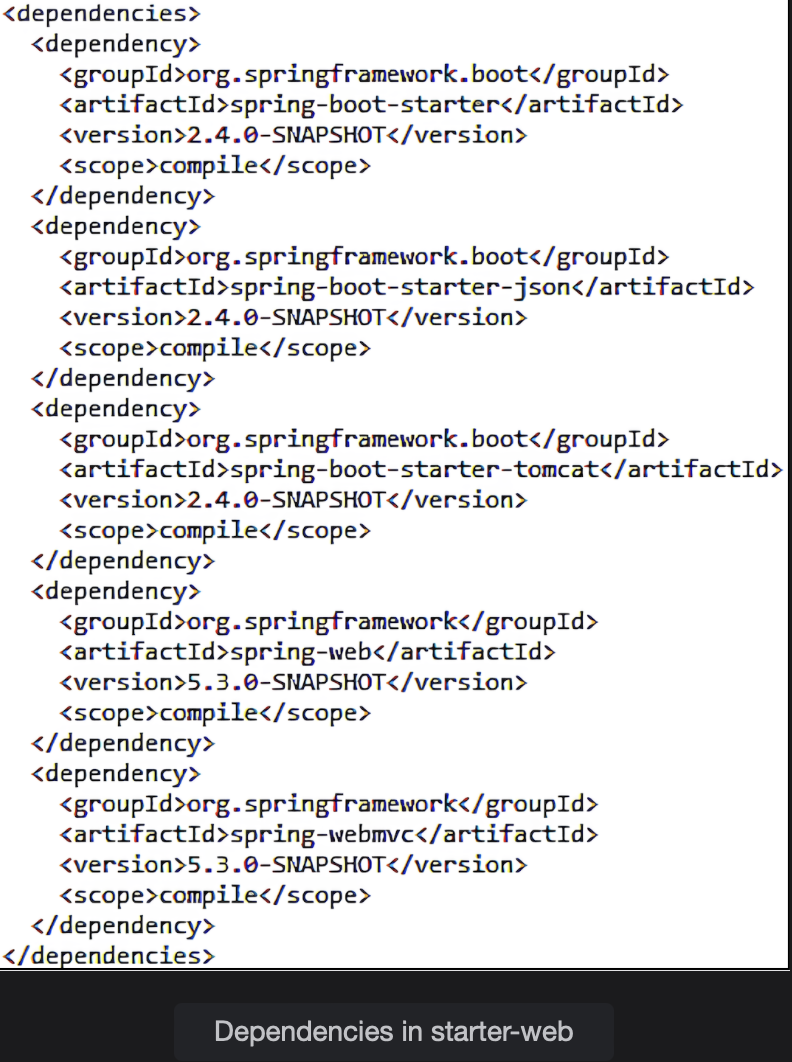 <dependencies>
  <dependency>
    <groupId>org.springframework.boot</groupId>
    <artifactId>spring-boot-starter</artifactId>
    <version>2.4.0-SNAPSHOT</version>
    <scope>compile</scope>
  </dependency>
  <dependency>
    <groupId>org.springframework.boot</groupId>
    <artifactId>spring-boot-starter-json</artifactId>
    <version>2.4.0-SNAPSHOT</version>
    <scope>compile</scope>
  </dependency>
  <dependency>
    <groupId>org.springframework.boot</groupId>
    <artifactId>spring-boot-starter-tomcat</artifactId>
    <version>2.4.0-SNAPSHOT</version>
    <scope>compile</scope>
  </dependency>
  <dependency>
    <groupId>org.springframework</groupId>
    <artifactId>spring-web</artifactId>
    <version>5.3.0-SNAPSHOT</version>
    <scope>compile</scope>
  </dependency>
  <dependency>
    <groupId>org.springframework</groupId>
    <artifactId>spring-webmvc</artifactId>
    <version>5.3.0-SNAPSHOT</version>
    <scope>compile</scope>
  </dependency>
</dependencies>
Dependencies in starter-web